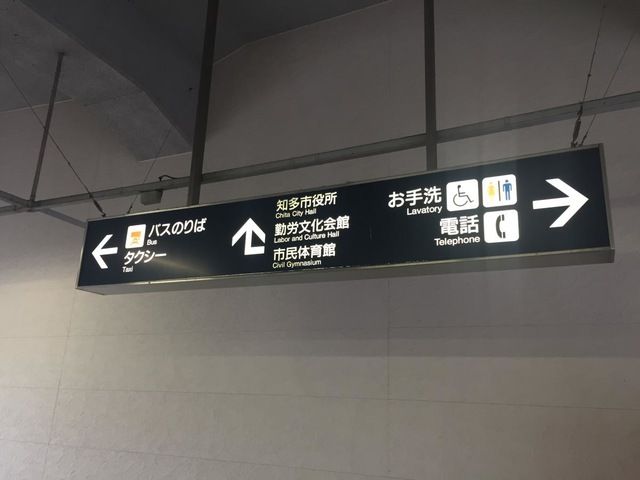 バスのりば
Bus
タクシー
Taxi
知多市役所
Chita City Hall
勤労文化会館
Labor and Culture Hall
市民体育館
Civil Gymnasium
お手洗
Lavatory
電話
Telephone